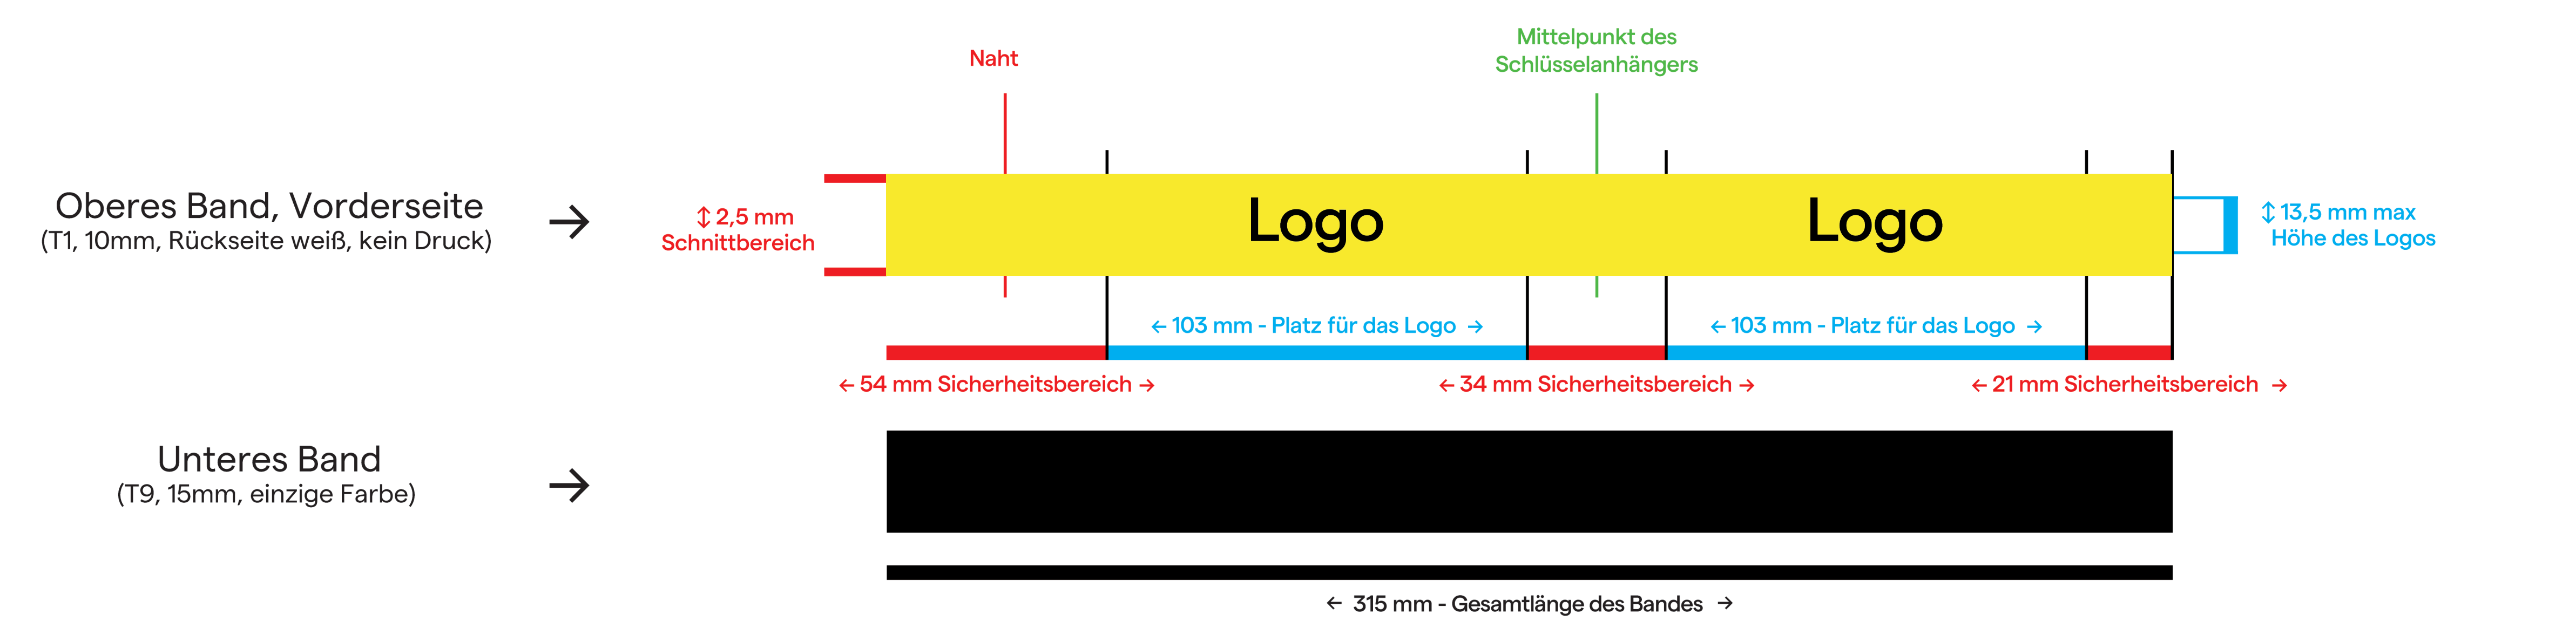 Naht
Mittelpunkt des
Schlüsselanhängers
Oberes Band, Vorderseite
(T1, 10mm, Rückseite weiß, kein Druck)
→
↕ 2,5 mm
Schnittbereich
Logo
Logo
↕ 13,5 mm max
Höhe des Logos
← 103 mm - Platz für das Logo →
← 103 mm - Platz für das Logo →
← 54 mm Sicherheitsbereich →
← 34 mm Sicherheitsbereich →
← 21 mm Sicherheitsbereich →
Unteres Band
(T9, 15mm, einzige Farbe)
→
← 315 mm - Gesamtlänge des Bandes →